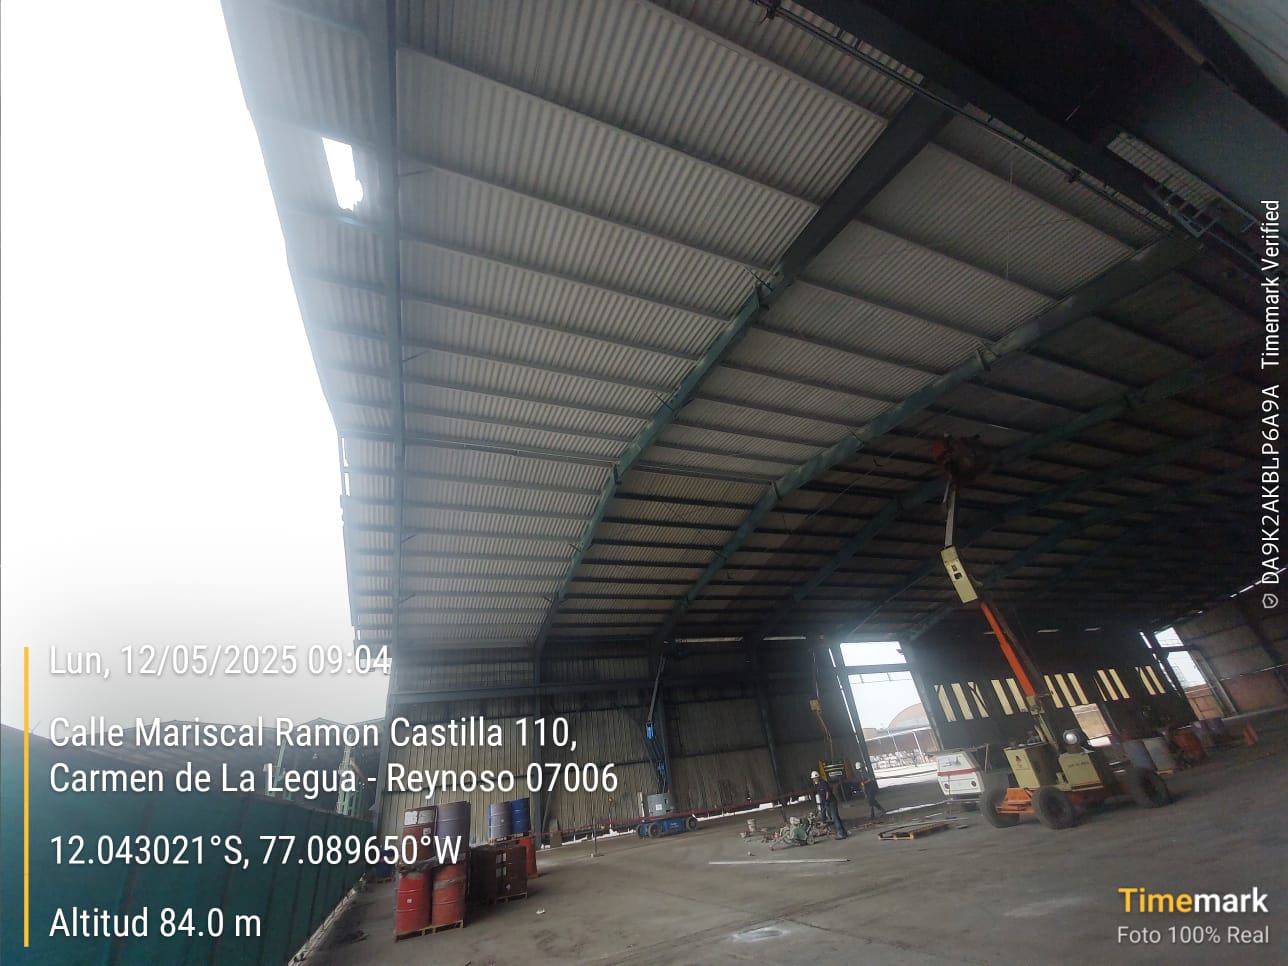 Lun, 12/05/2025 09:04
Calle Mariscal Ramon Castilla 110,
Carmen de La Legua - Reynoso 07006
12.043021°S, 77.089650°W
Altitud 84.0 m
DA9K2AKBLP6A9A Timemark Verified
Timemark
Foto 100% Real